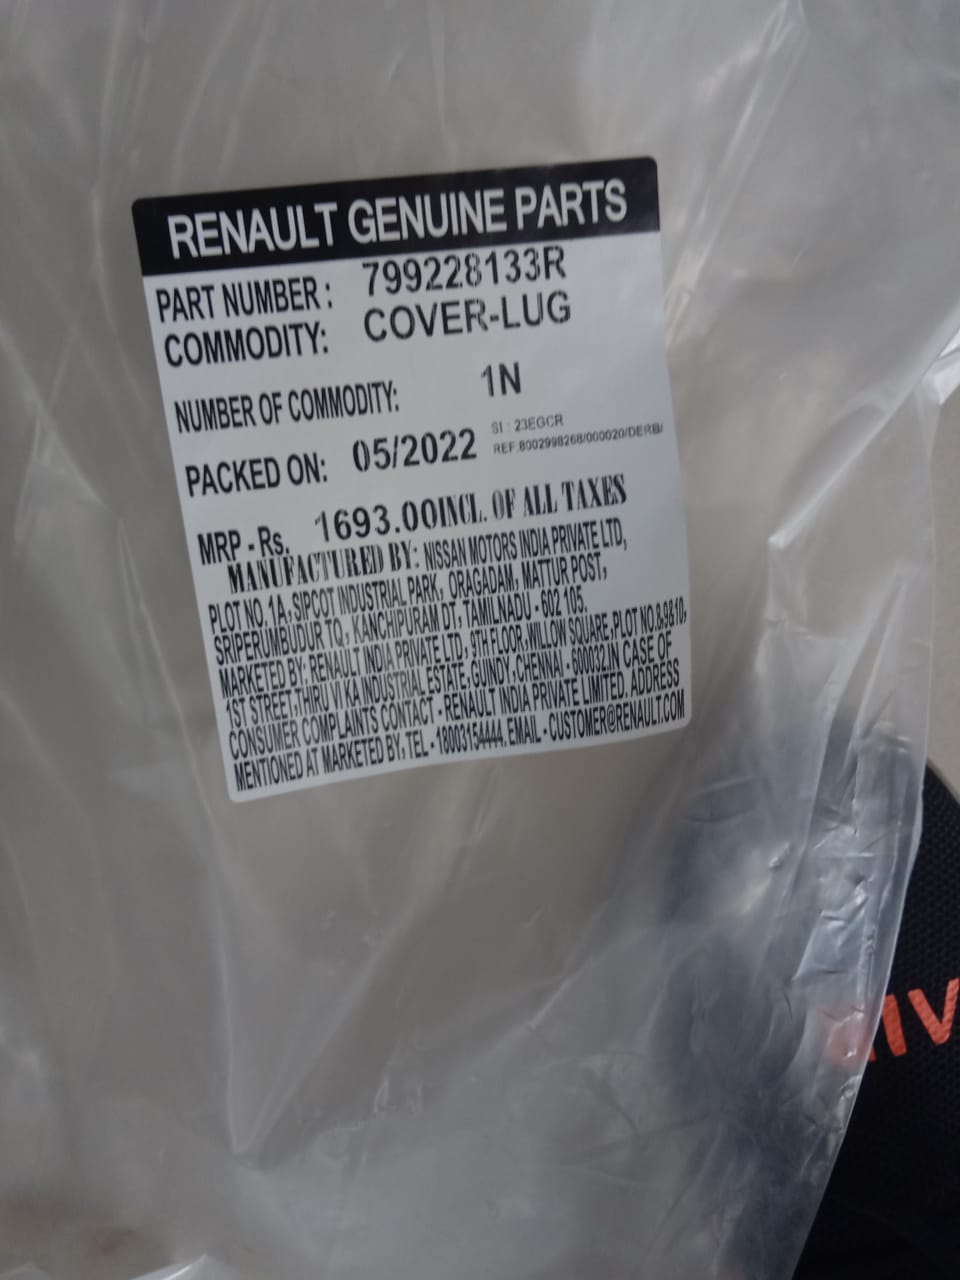 RENAULT GENUINE PARTS
PART NUMBER : 799228133R
COMMODITY: COVER-LUG
NUMBER OF COMMODITY: 1N
PACKED ON: 05/2022 SI : 23EGCR
REF:8002998268/000020/DERB/
MRP - Rs. 1693.00INCL. OF ALL TAXES
MANUFACTURED BY: NISSAN MOTORS INDIA PRIVATE LTD,
PLOT NO. 1A, SIPCOT INDUSTRIAL PARK, ORAGADAM, MATTUR POST,
SRIPERUMBUDUR TQ, KANCHIPURAM DT, TAMILNADU - 602 105.
MARKETED BY: RENAULT INDIA PRIVATE LTD, 9TH FLOOR,WILLON SQUARE,PLOT NO.8,9&10,
1ST STREET,THIRU VI KA INDUSTRIAL ESTATE, GUINDY,CHENNAI - 600032.IN CASE OF
CONSUMER COMPLAINTS CONTACT - RENAULT INDIA PRIVATE LIMITED. ADDRESS
MENTIONED AT MARKETED BY, TEL - 18003154444, EMAIL - CUSTOMER@RENAULT.COM